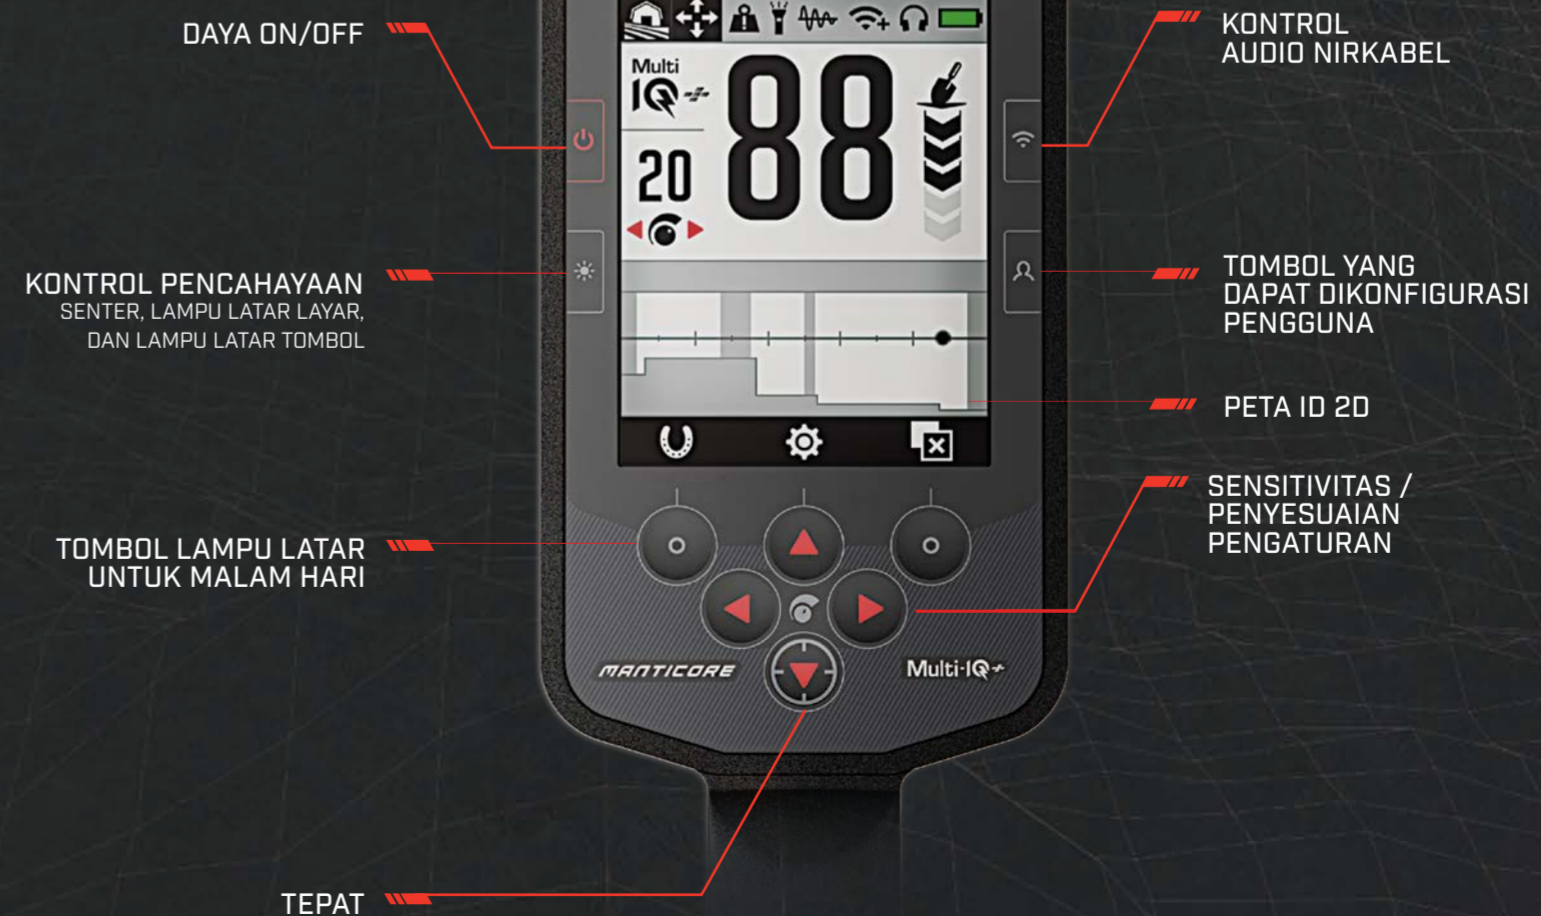 DAYA ON/OFF
KONTROL
AUDIO NIRKABEL
Multi
IQ
88
20
KONTROL PENCAHAYAAN
SENTER, LAMPU LATAR LAYAR,
DAN LAMPU LATAR TOMBOL
TOMBOL YANG
DAPAT DIKONFIGURASI
PENGGUNA
PETA ID 2D
SENSITIVITAS /
PENYESUAIAN
PENGATURAN
TOMBOL LAMPU LATAR
UNTUK MALAM HARI
MANTICORE
Multi-IQ+
TEPAT